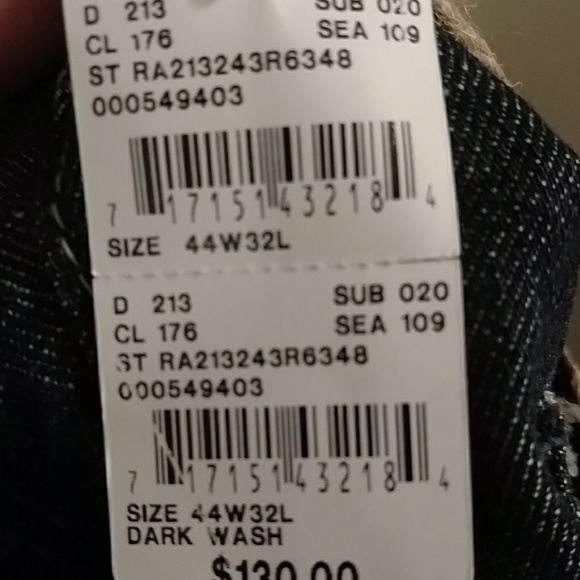 D 213 SUB 020
CL 176 SEA 109
ST RA213243R6348
000549403
7 17151 43218 4
SIZE 44W32L
D 213 SUB 020
CL 176 SEA 109
ST RA213243R6348
000549403
7 17151 43218 4
SIZE 44W32L
DARK WASH
$130.00